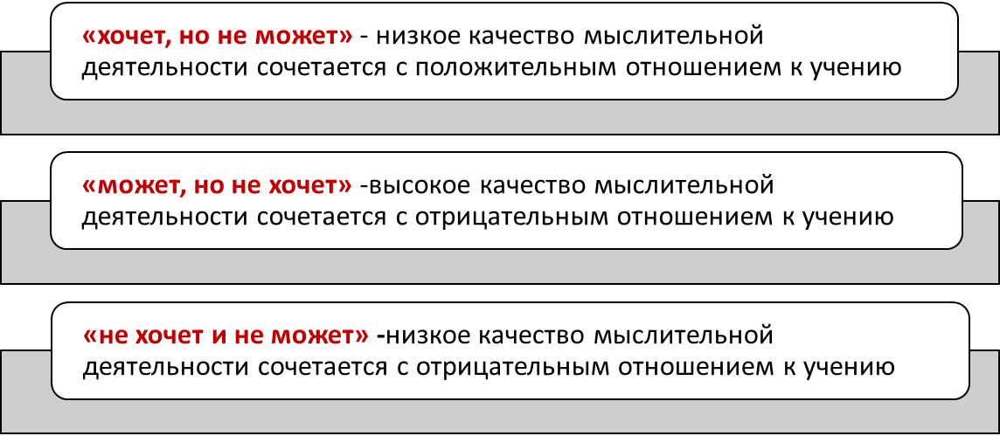 «хочет, но не может» - низкое качество мыслительной
деятельности сочетается с положительным отношением к учению
«может, но не хочет» -высокое качество мыслительной
деятельности сочетается с отрицательным отношением к учению
«не хочет и не может» -низкое качество мыслительной
деятельности сочетается с отрицательным отношением к учению